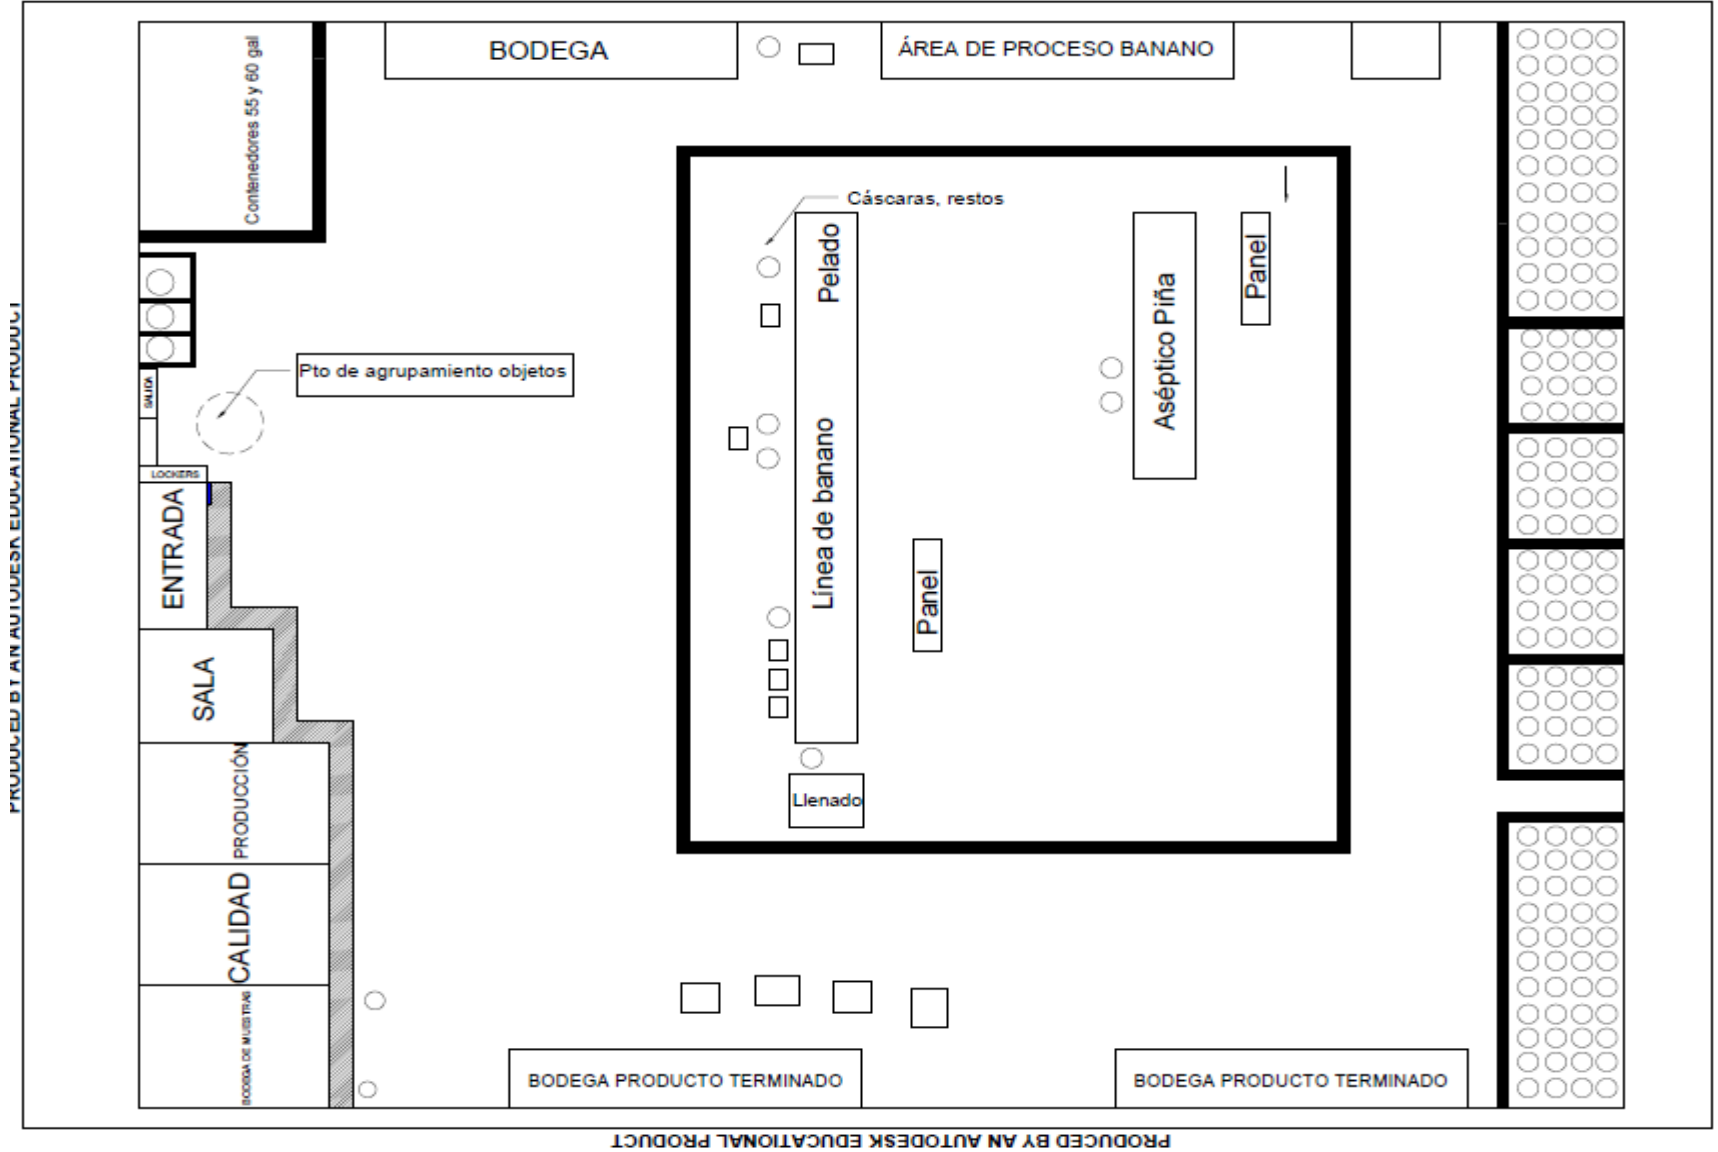 BODEGA
ÁREA DE PROCESO BANANO
Contenedores 55 y 60 gal
Cáscaras, restos
Pelado
Panel
Aséptico Piña
Pto de agrupamiento objetos
SALIDA
LOCKERS
ENTRADA
Línea de banano
Panel
SALA
PRODUCCIÓN
Llenado
CALIDAD
BODEGA DE MUESTRAS
BODEGA PRODUCTO TERMINADO
BODEGA PRODUCTO TERMINADO
PRODUCED BY AN AUTODESK EDUCATIONAL PRODUCT
PRODUCED BY AN AUTODESK EDUCATIONAL PRODUCT